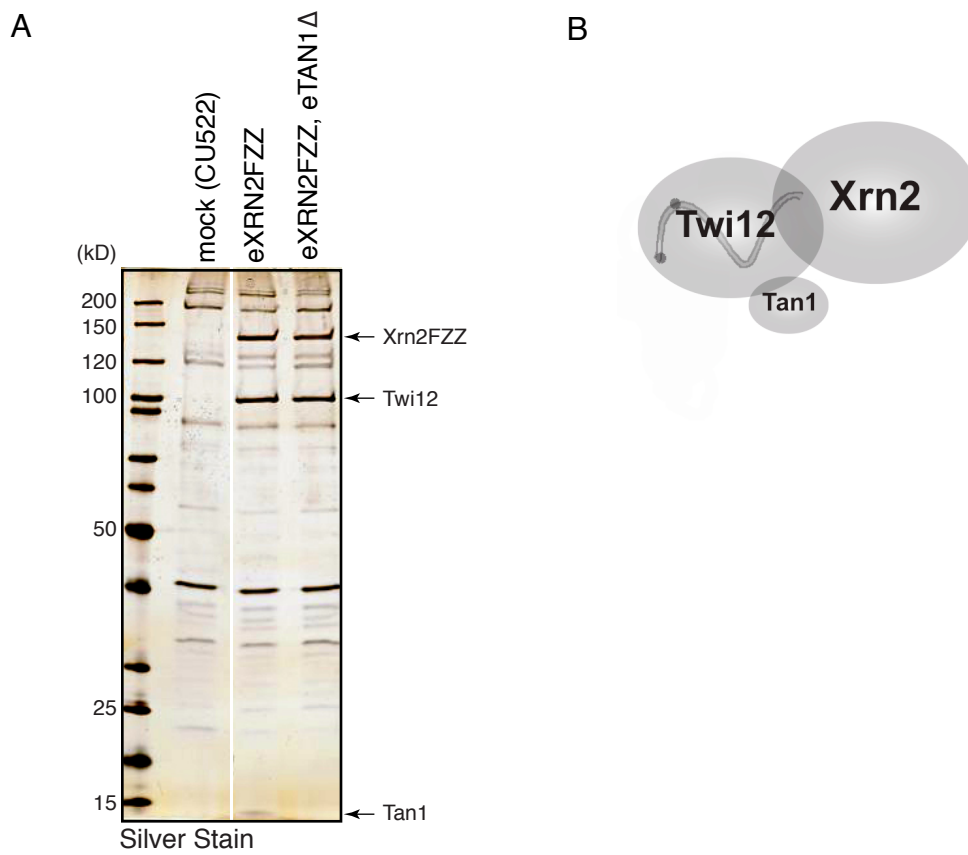 A
mock (CU522)
eXRN2FZZ
eXRN2FZZ, eTAN1Δ
(kD)
200
150
120
100
50
25
15
Xrn2FZZ
Twi12
Tan1
Silver Stain
B
Twi12
Xrn2
Tan1